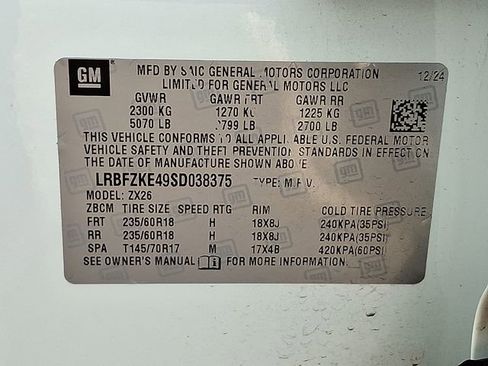 GM
MFD BY SAIC GENERAL MOTORS CORPORATION 12/24
LIMITED FOR GENERAL MOTORS LLC
GVWR GAWR FRT GAWR RR
2300 KG 1270 KG 1225 KG
5070 LB 2799 LB 2700 LB
THIS VEHICLE CONFORMS TO ALL APPLICABLE U.S. FEDERAL MOTOR
VEHICLE SAFETY AND THEFT PREVENTION STANDARDS IN EFFECT ON
THE DATE OF MANUFACTURE SHOWN ABOVE.
LRBFZKE49SD038375 TYPE: M.P.V.
MODEL: ZX26
ZBCM TIRE SIZE SPEED RTG RIM COLD TIRE PRESSURE
FRT 235/60R18 H 18X8J 240KPA(35PSI)
RR 235/60R18 H 18X8J 240KPA(35PSI)
SPA T145/70R17 M 17X4B 420KPA(60PSI)
SEE OWNER'S MANUAL FOR MORE INFORMATION